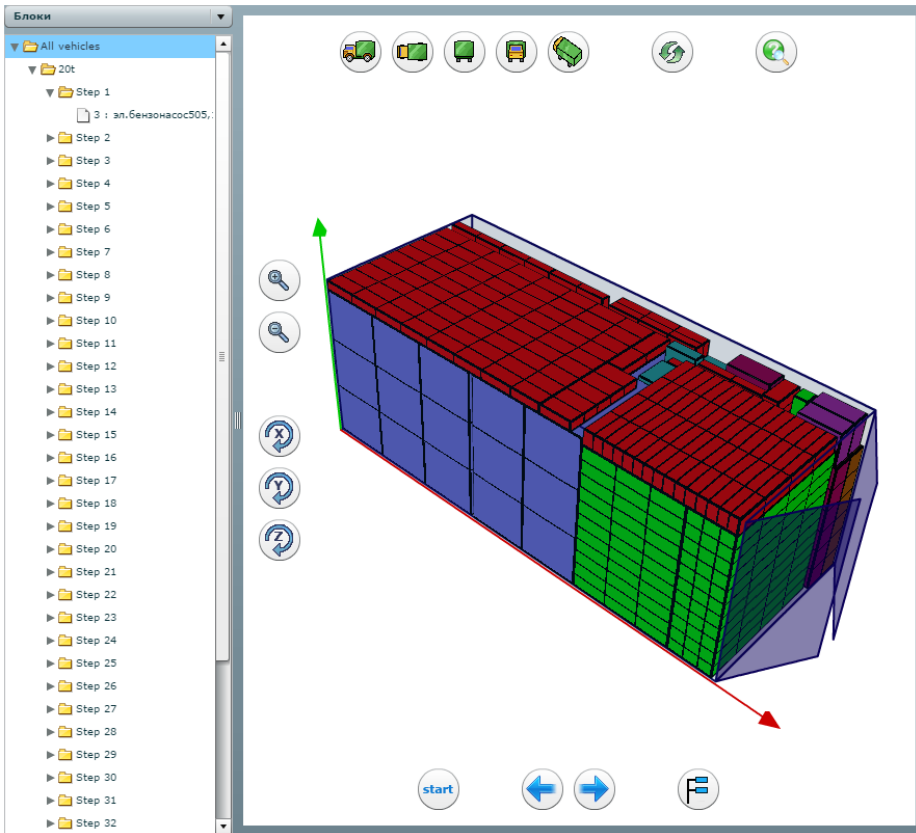 Блоки
All vehicles
20t
Step 1
3 : эл.бензонасос505,
Step 2
Step 3
Step 4
Step 5
Step 6
Step 7
Step 8
Step 9
Step 10
Step 11
Step 12
Step 13
Step 14
Step 15
Step 16
Step 17
Step 18
Step 19
Step 20
Step 21
Step 22
Step 23
Step 24
Step 25
Step 26
Step 27
Step 28
Step 29
Step 30
Step 31
Step 32
X
Y
Z
start